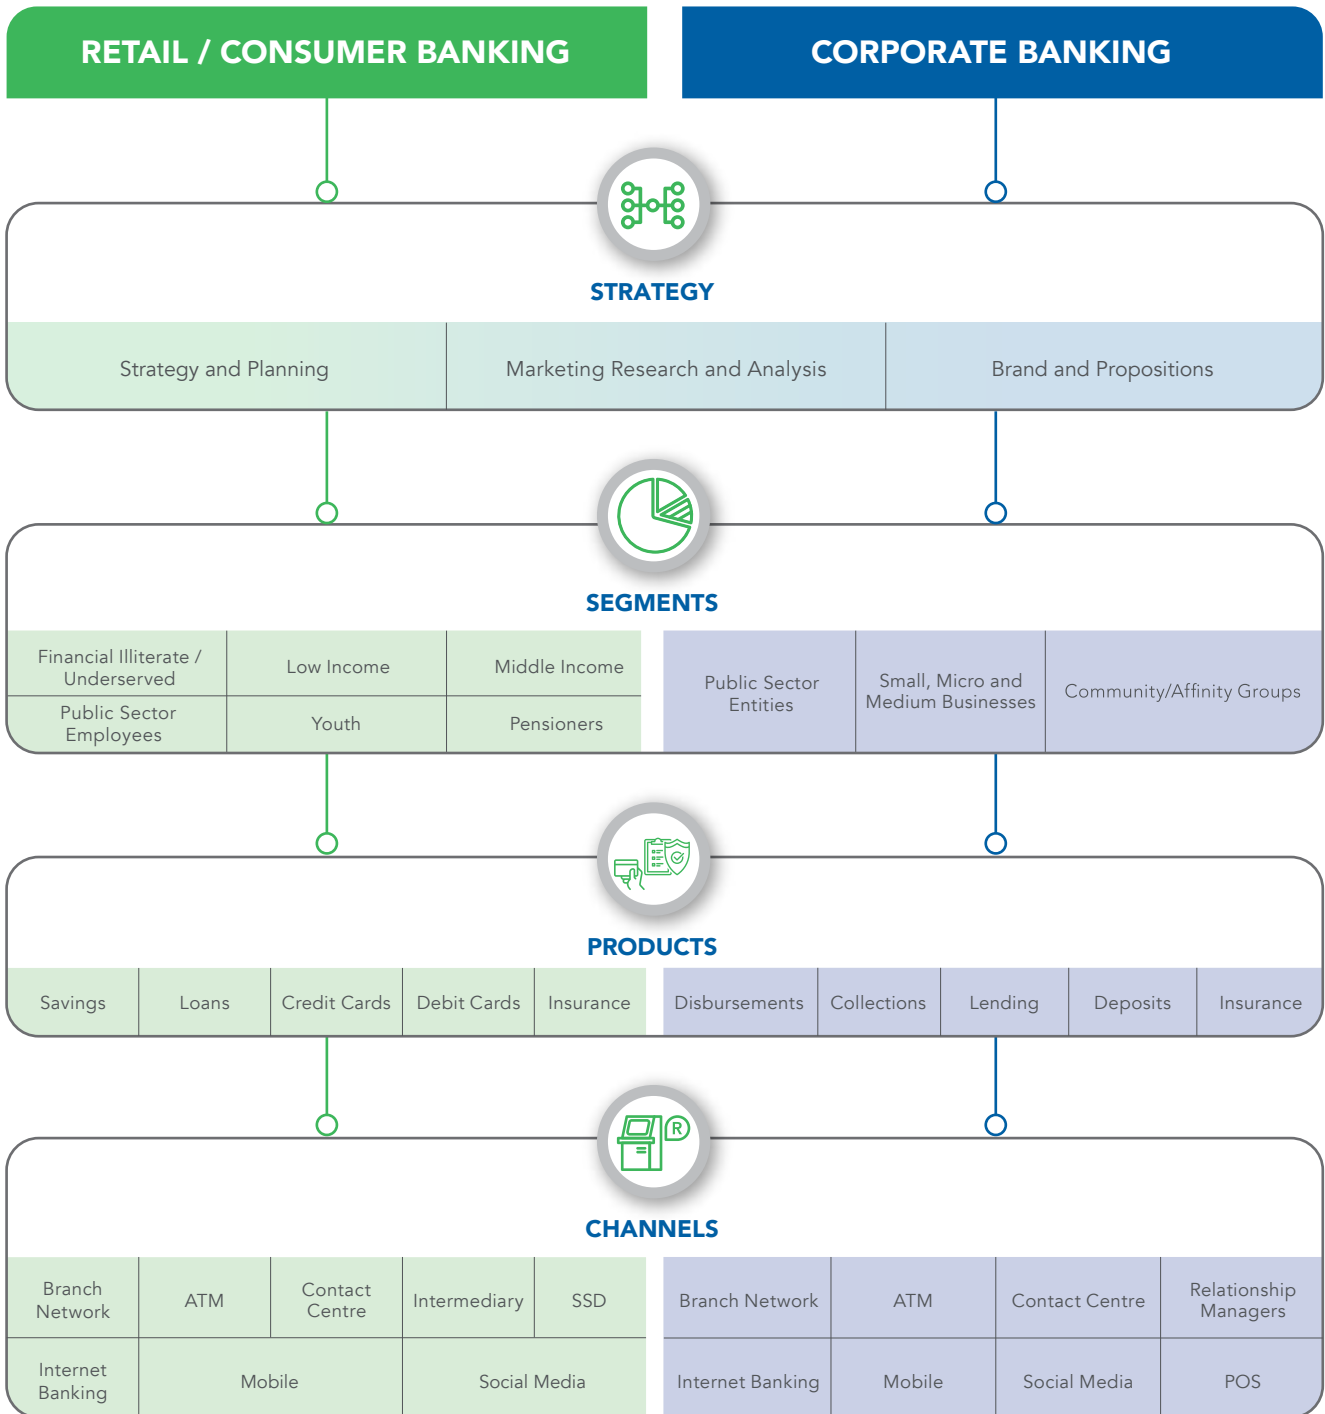 RETAIL / CONSUMER BANKING
CORPORATE BANKING
STRATEGY
Strategy and Planning
Marketing Research and Analysis
Brand and Propositions
SEGMENTS
Financial Illiterate /
Underserved
Low Income
Middle Income
Public Sector
Employees
Youth
Pensioners
Public Sector
Entities
Small, Micro and
Medium Businesses
Community/Affinity Groups
PRODUCTS
Savings
Loans
Credit Cards
Debit Cards
Insurance
Disbursements
Collections
Lending
Deposits
Insurance
R
CHANNELS
Branch
Network
ATM
Contact
Centre
Intermediary
SSD
Internet
Banking
Mobile
Social Media
Branch Network
ATM
Contact Centre
Relationship
Managers
Internet Banking
Mobile
Social Media
POS